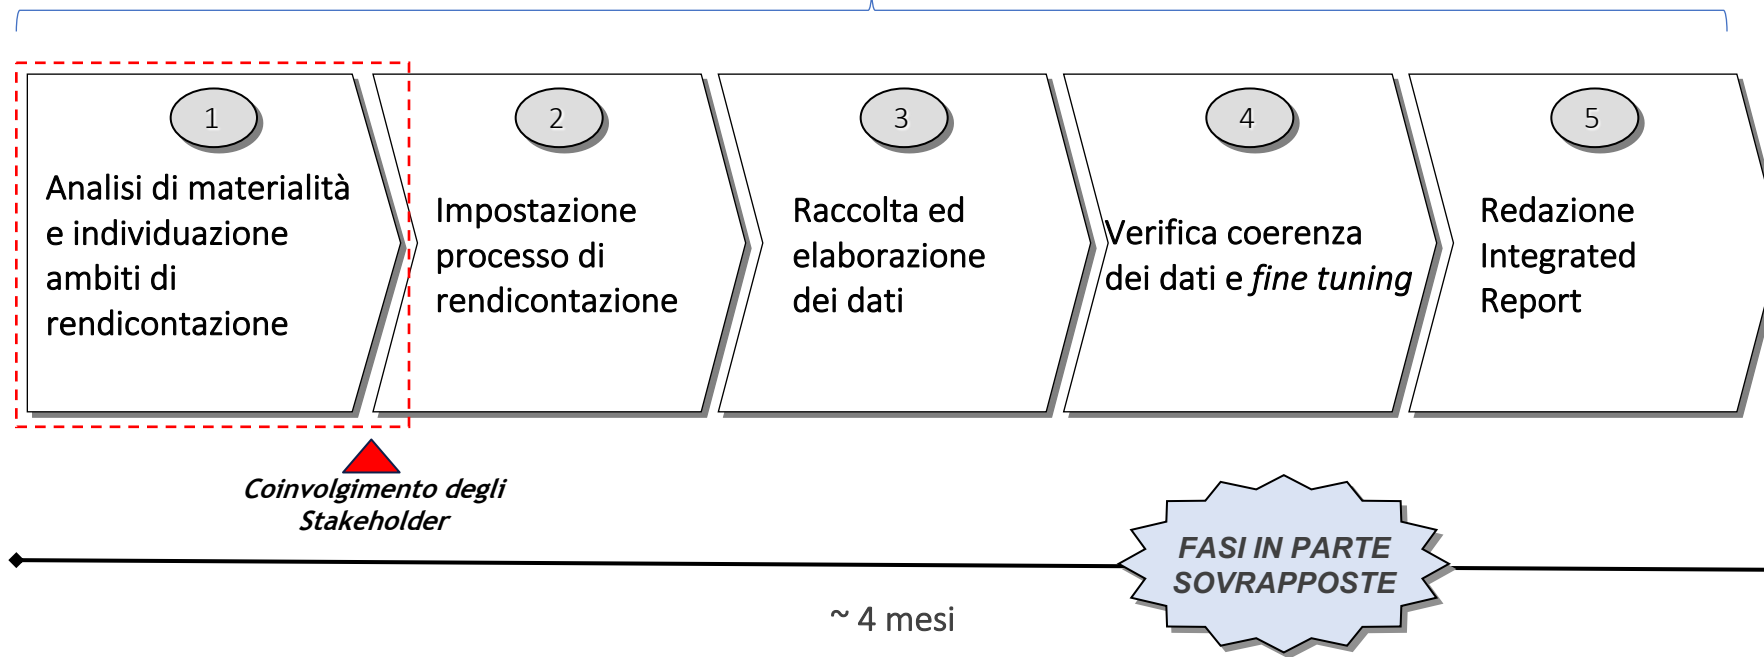 1
Analisi di materialità
e individuazione
ambiti di
rendicontazione
2
Impostazione
processo di
rendicontazione
3
Raccolta ed
elaborazione
dei dati
4
Verifica coerenza
dei dati e fine tuning
5
Redazione
Integrated
Report
Coinvolgimento degli
Stakeholder
FASI IN PARTE
SOVRAPPOSTE
~ 4 mesi